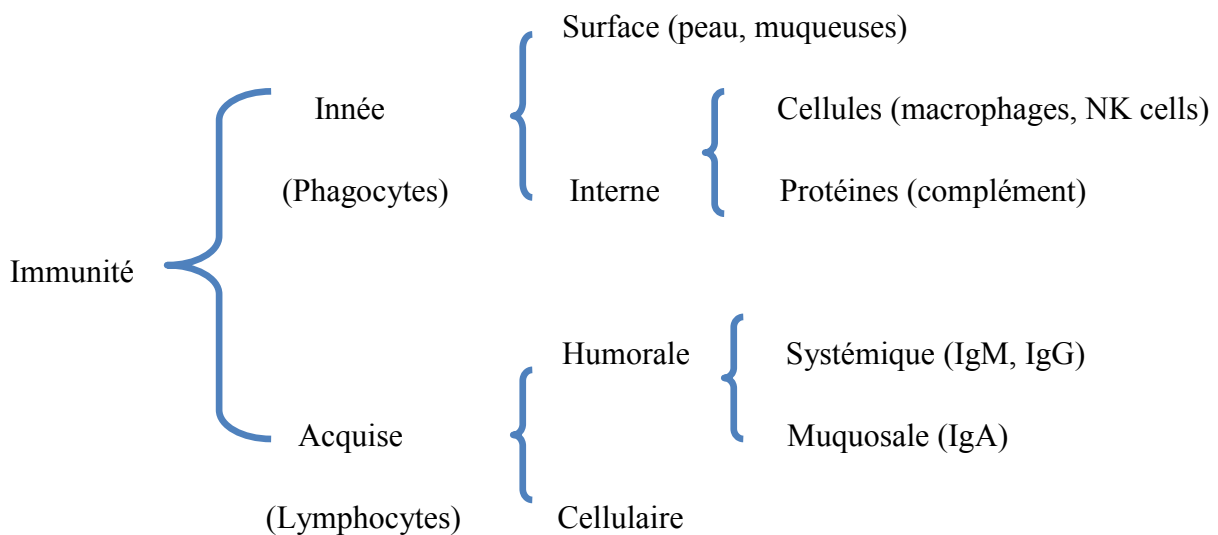 Surface (peau, muqueuses)
Innée
Cellules (macrophages, NK cells)
(Phagocytes)
Interne
Protéines (complément)
Immunité
Humorale
Systémique (IgM, IgG)
Acquise
Muquosale (IgA)
(Lymphocytes)
Cellulaire